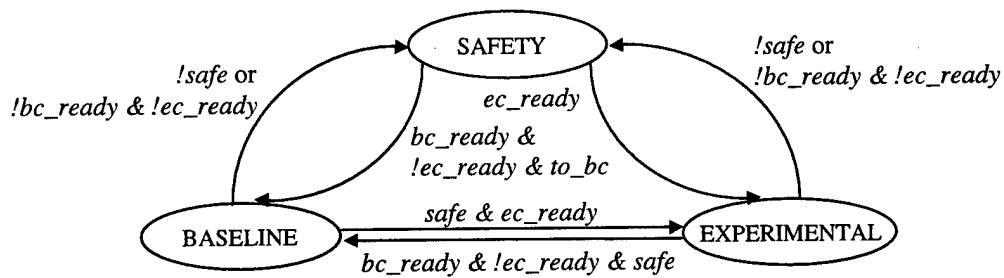 SAFETY
!safe or
!bc_ready & !ec_ready
ec_ready
bc_ready &
!ec_ready & to_bc
!safe or
!bc_ready & !ec_ready
BASELINE
safe & ec_ready
EXPERIMENTAL
bc_ready & !ec_ready & safe